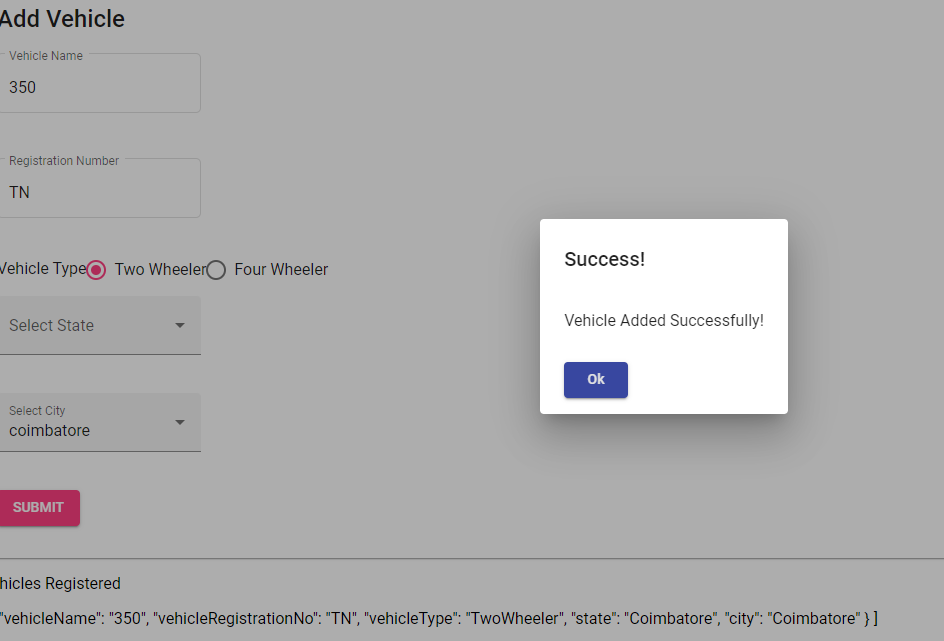 Add Vehicle
Vehicle Name
350
Registration Number
TN
Vehicle Type Two Wheeler Four Wheeler
Select State
Select City
coimbatore
SUBMIT
Success!
Vehicle Added Successfully!
Ok
hicles Registered
"vehicleName": "350", "vehicleRegistrationNo": "TN", "vehicleType": "TwoWheeler", "state": "Coimbatore", "city": "Coimbatore" } ]